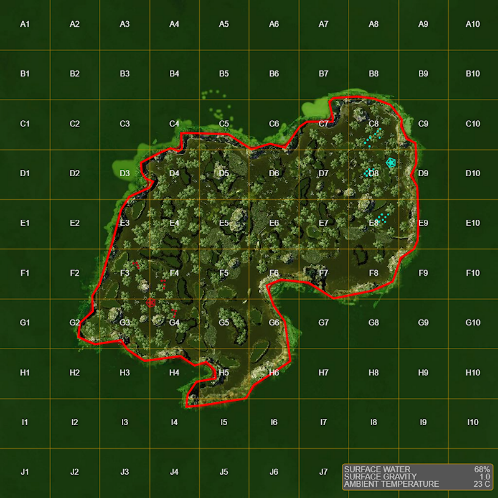 A1 A2 A3 A4 A5 A6 A7 A8 A9 A10
B1 B2 B3 B4 B5 B6 B7 B8 B9 B10
C1 C2 C3 C4 C5 C6 C7 C8 C9 C10
D1 D2 D3 D4 D5 D6 D7 D8 D9 D10
E1 E2 E3 E4 E5 E6 E7 E8 E9 E10
F1 F2 F3 F4 F5 F6 F7 F8 F9 F10
G1 G2 G3 G4 G5 G6 G7 G8 G9 G10
H1 H2 H3 H4 H5 H6 H7 H8 H9 H10
I1 I2 I3 I4 I5 I6 I7 I8 I9 I10
J1 J2 J3 J4 J5 J6 J7
SURFACE WATER 68%
SURFACE GRAVITY 1.0
AMBIENT TEMPERATURE 23 C